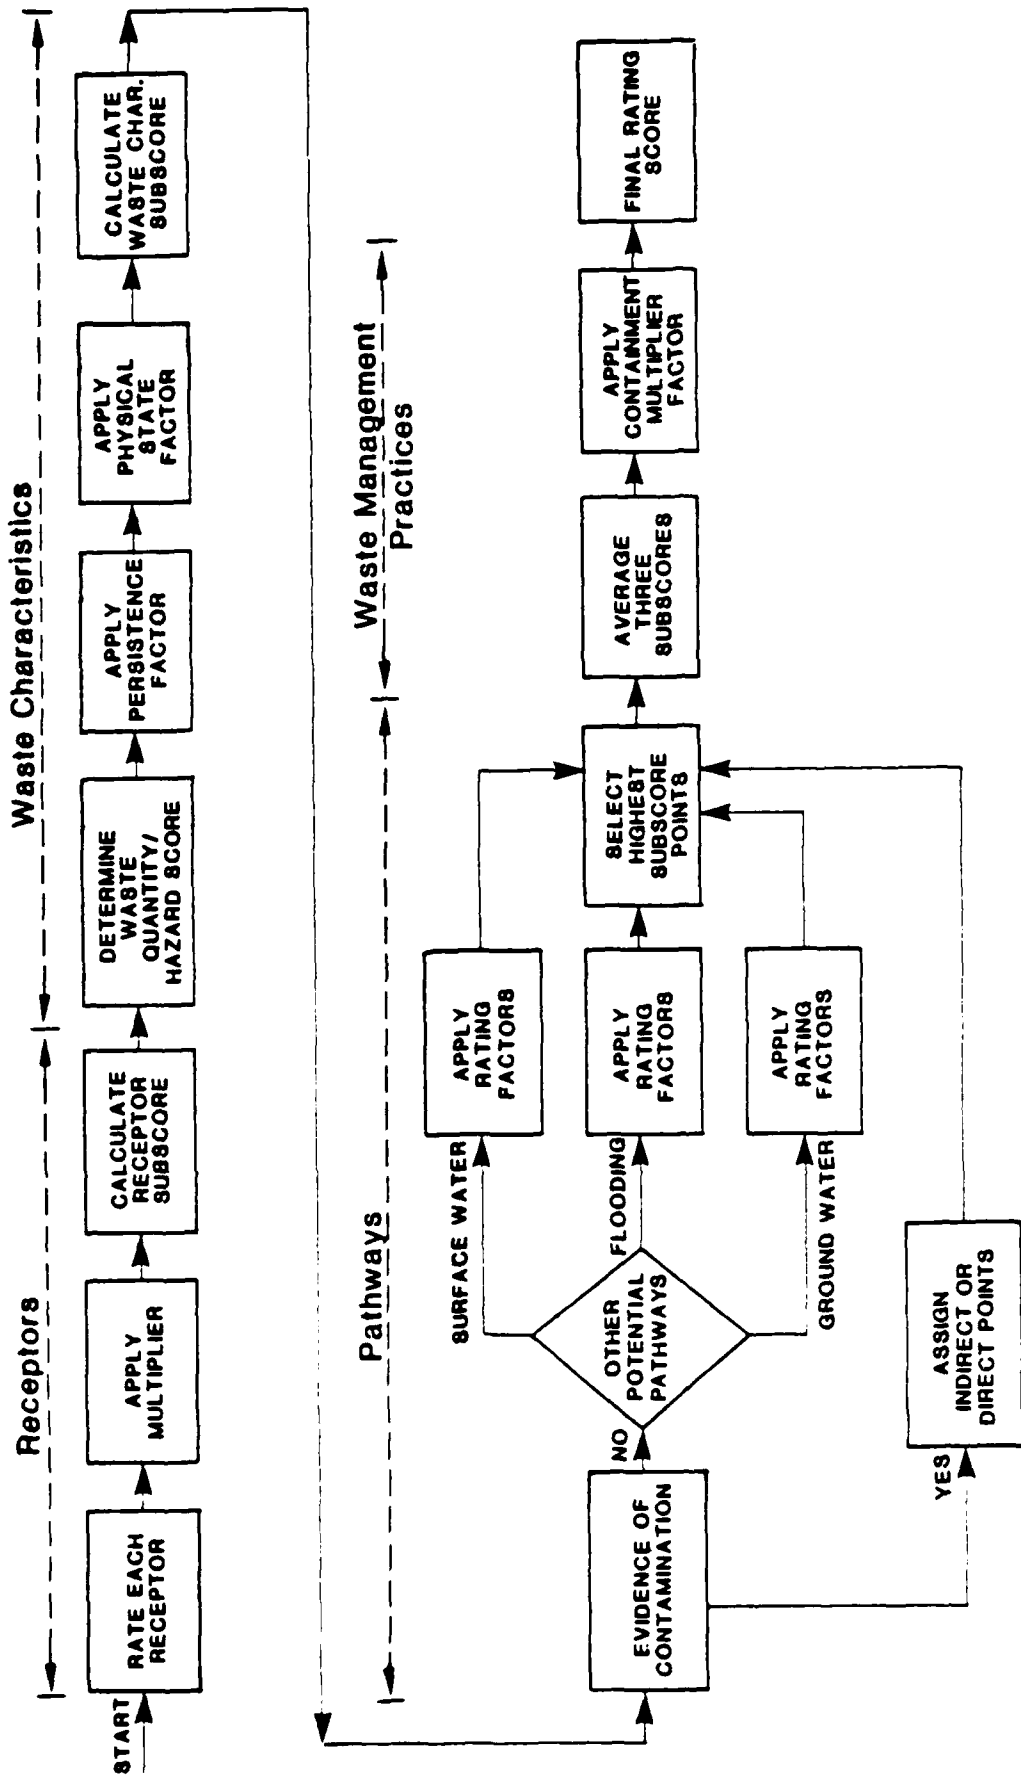 Receptors
Waste Characteristics
START
RATE EACH
RECEPTOR
APPLY
MULTIPLIER
CALCULATE
RECEPTOR
SUBSCORE
DETERMINE
WASTE
QUANTITY/
HAZARD SCORE
APPLY
PERSISTENCE
FACTOR
APPLY
PHYSICAL
STATE
FACTOR
CALCULATE
WASTE CHAR.
SUBSCORE
Pathways
Waste Management
Practices
EVIDENCE OF
CONTAMINATION
NO
OTHER
POTENTIAL
PATHWAYS
SURFACE WATER
APPLY
RATING
FACTORS
FLOODING
APPLY
RATING
FACTORS
GROUND WATER
APPLY
RATING
FACTORS
YES
ASSIGN
INDIRECT OR
DIRECT POINTS
SELECT
HIGHEST
SUBSCORE
POINTS
AVERAGE
THREE
SUBSCORES
APPLY
CONTAINMENT
MULTIPLIER
FACTOR
FINAL RATING
SCORE